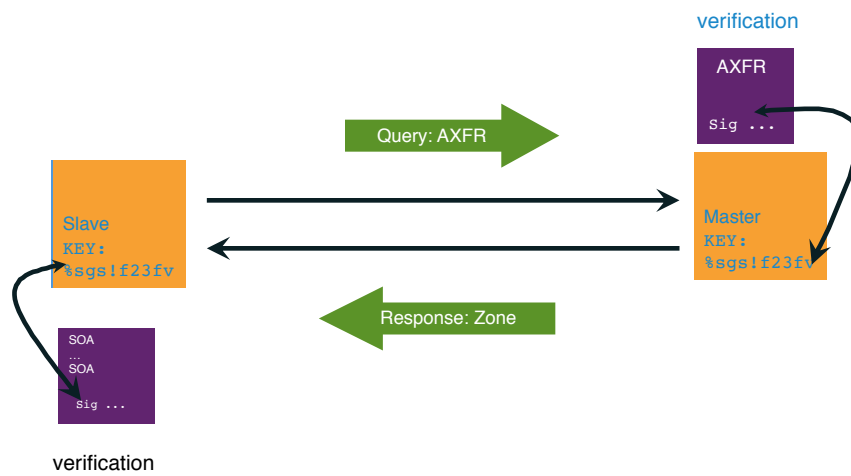 verification
AXFR
Sig ...
Query: AXFR
Slave
KEY:
%sgs!f23fv
Master
KEY:
%sgs!f23fv
Response: Zone
SOA
…
SOA
Sig ...
verification